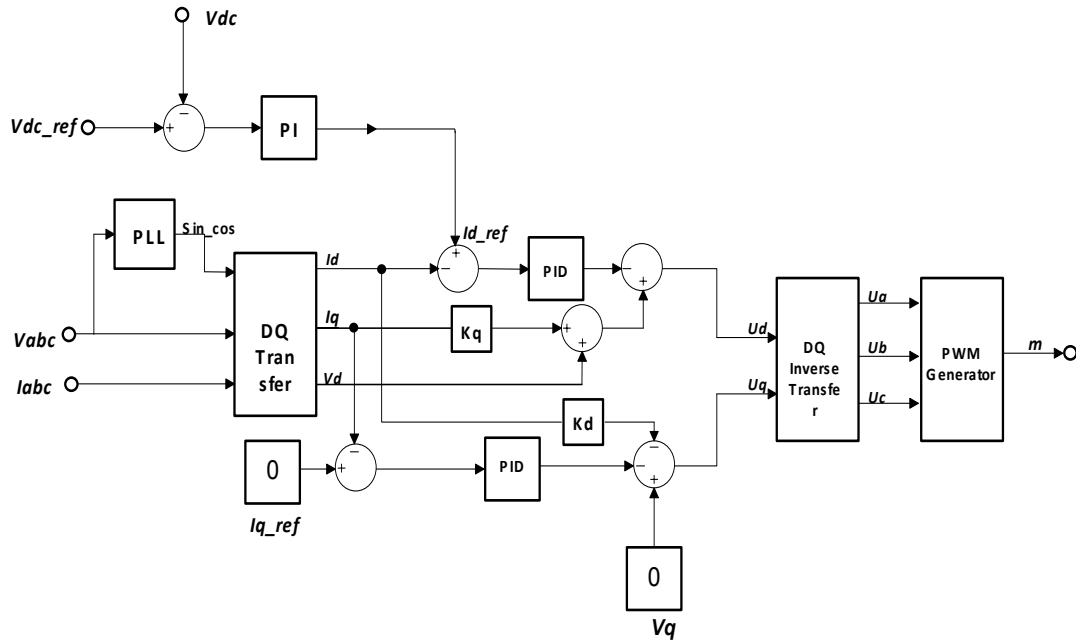 Vdc
Vdc_ref
+
−
PI
PLL
Sin_cos
Id
Id_ref
+
−
PID
−
+
Iq
Kq
+
+
Vabc
DQ
Tran
sfer
Iabc
Vd
Ud
Uq
DQ
Inverse
Transfe
r
Ua
Ub
Uc
PWM
Generator
m
Kd
0
Iq_ref
+
−
PID
−
−
+
0
Vq